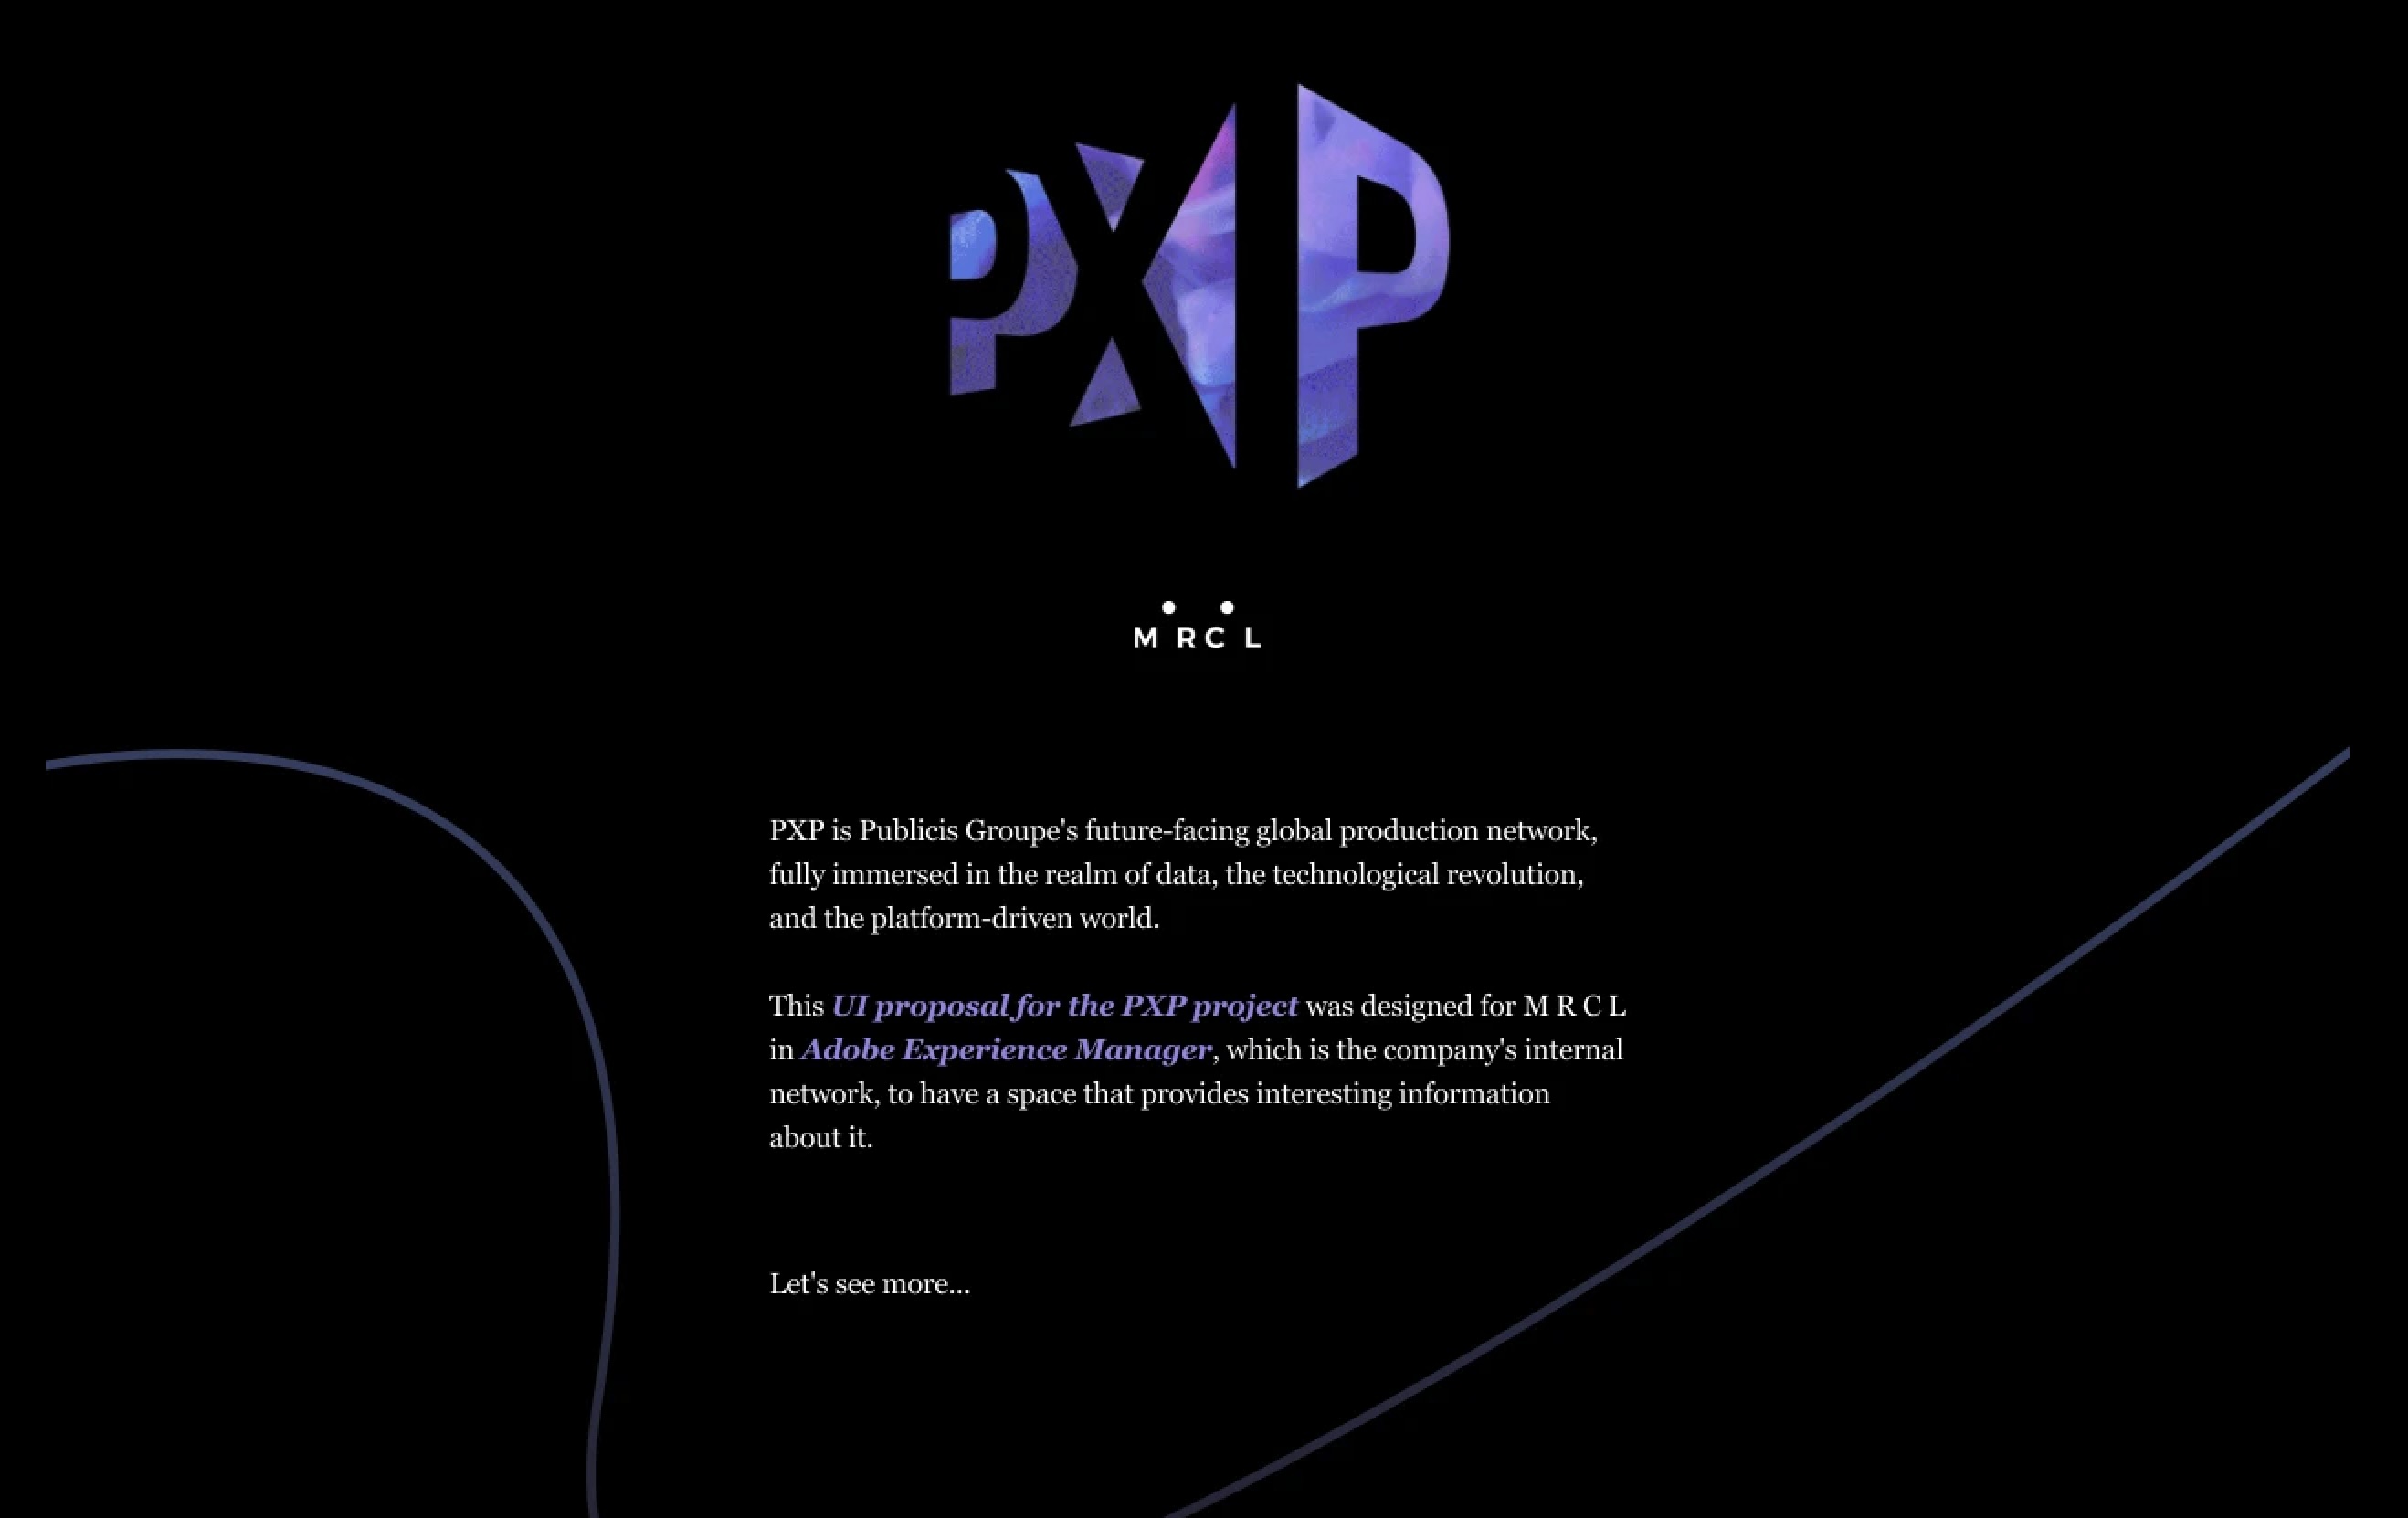 PXP
M RC L
PXP is Publicis Groupe's future-facing global production network,
fully immersed in the realm of data, the technological revolution,
and the platform-driven world.
This UI proposal for the PXP project was designed for M R C L
in Adobe Experience Manager, which is the company's internal
network, to have a space that provides interesting information
about it.
Let's see more...